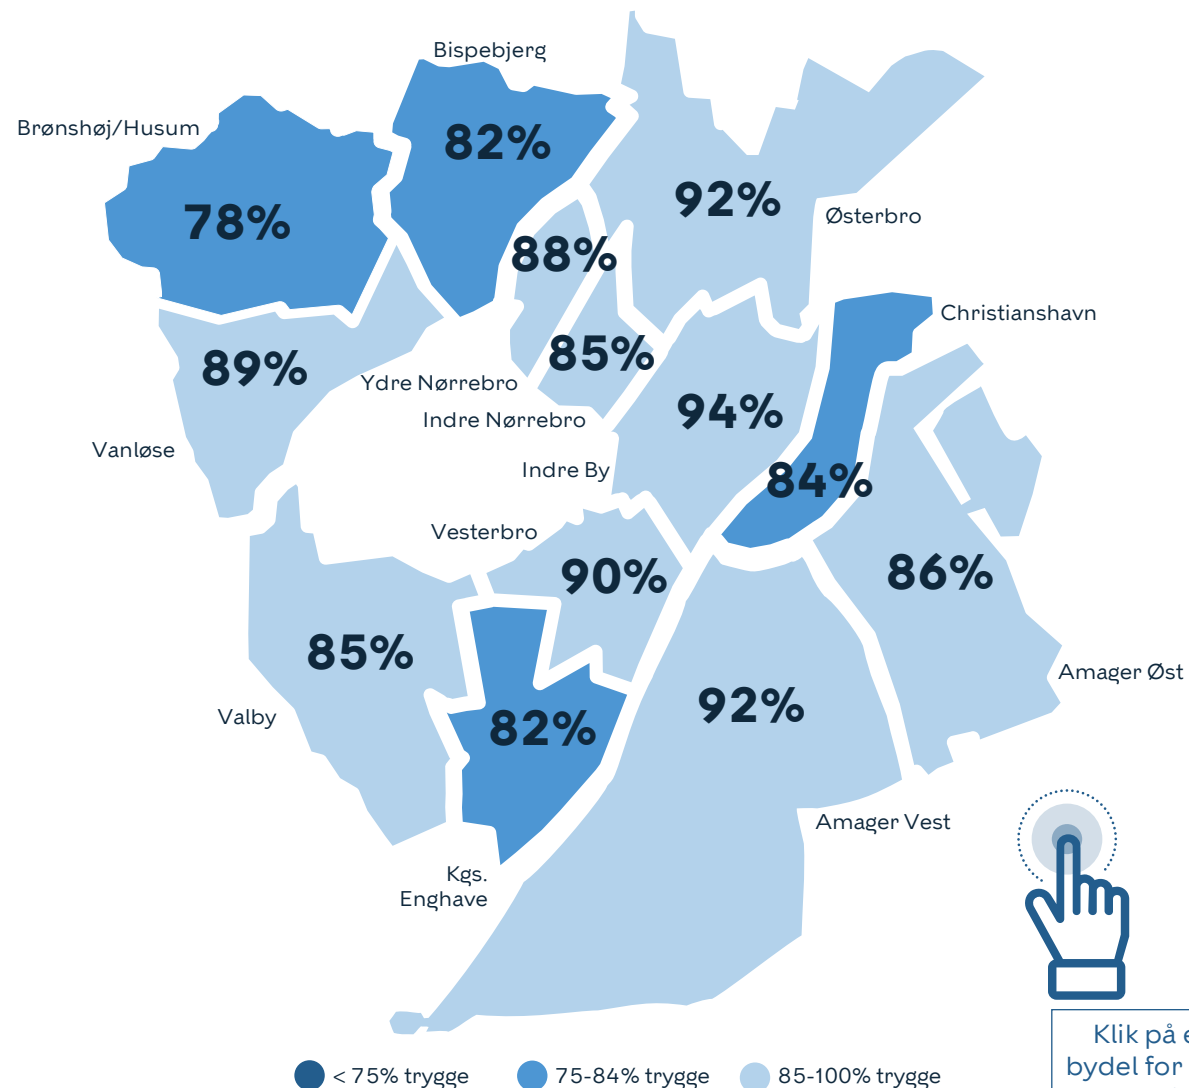 Bispebjerg
Brønshøj/Husum
82%
92%
78%
Østerbro
88%
Christianshavn
85%
89%
Ydre Nørrebro
94%
Indre Nørrebro
Vanløse
Indre By
84%
Vesterbro
90%
86%
85%
Amager Øst
92%
Valby
82%
Amager Vest
Kgs.
Enghave
Klik på
bydel for
< 75% trygge
75-84% trygge
85-100% trygge